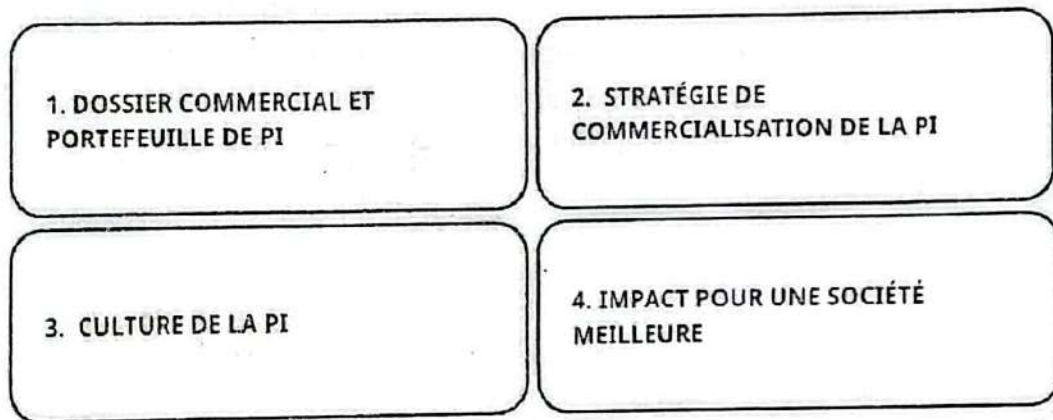 1. DOSSIER COMMERCIAL ET
PORTEFEUILLE DE PI
2. STRATÉGIE DE
COMMERCIALISATION DE LA PI
3. CULTURE DE LA PI
4. IMPACT POUR UNE SOCIÉTÉ
MEILLEURE